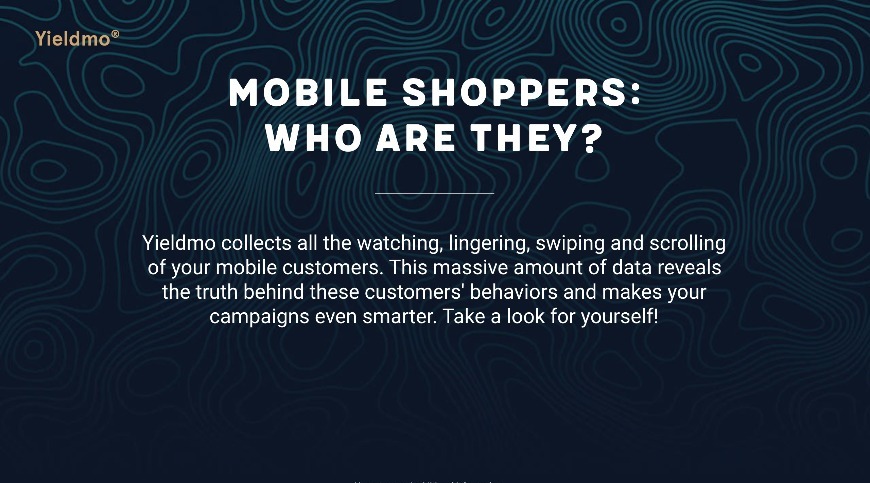 Yieldmo®
MOBILE SHOPPERS:
WHO ARE THEY?
Yieldmo collects all the watching, lingering, swiping and scrolling
of your mobile customers. This massive amount of data reveals
the truth behind these customers' behaviors and makes your
campaigns even smarter. Take a look for yourself!